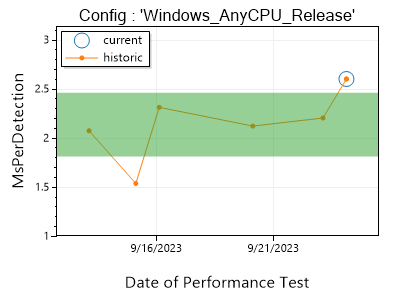 Config : 'Windows_AnyCPU_Release'
current
historic
3
2.5
2
1.5
1
MsPerDetection
9/16/2023
9/21/2023
Date of Performance Test